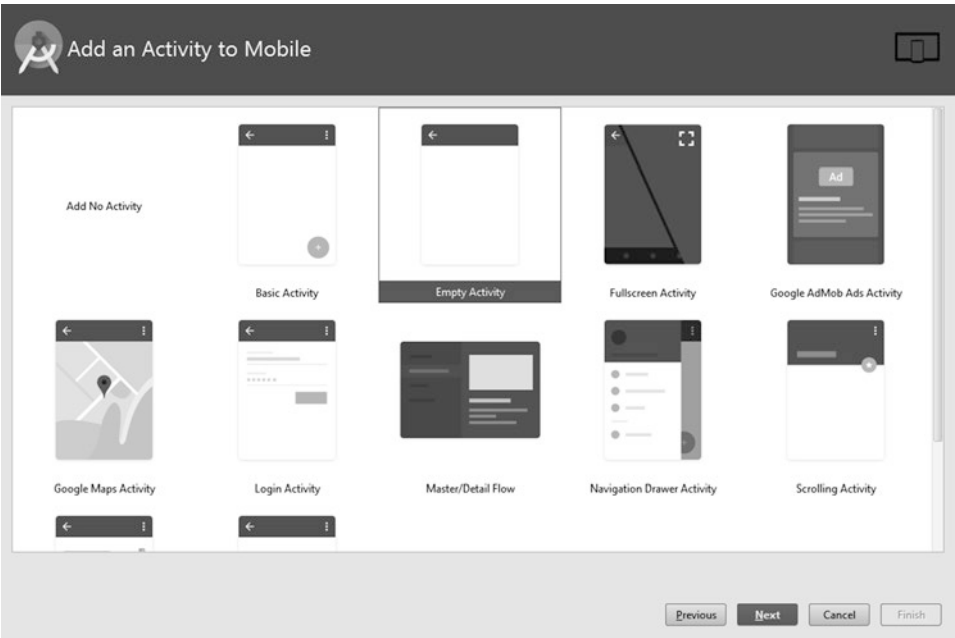 Add an Activity to Mobile
Add No Activity
Basic Activity
Empty Activity
Fullscreen Activity
Ad
Google AdMob Ads Activity
Google Maps Activity
Login Activity
Master/Detail Flow
Navigation Drawer Activity
Scrolling Activity
Previous
Next
Cancel
Finish